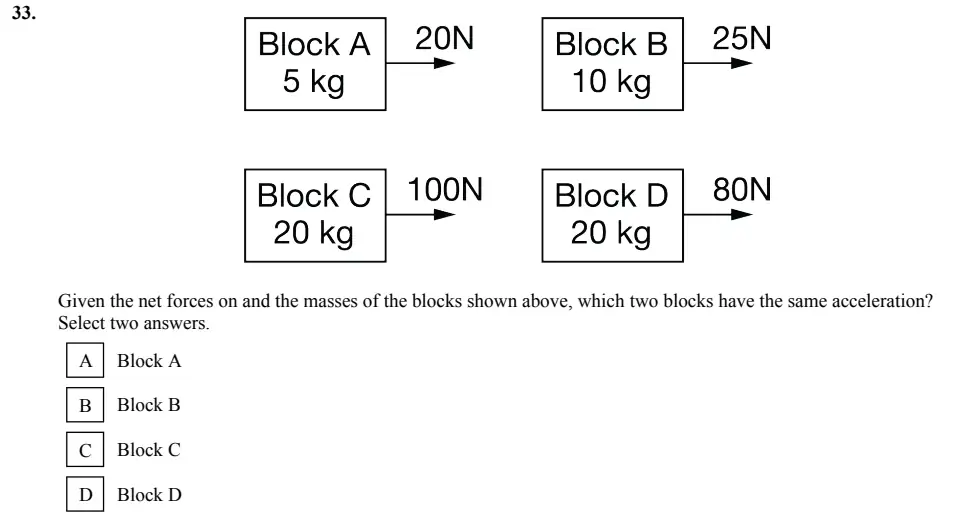 33.
Block A 20N
5 kg
Block B 25N
10 kg
Block C 100N
20 kg
Block D 80N
20 kg
Given the net forces on and the masses of the blocks shown above, which two blocks have the same acceleration?
Select two answers.
A Block A
B Block B
C Block C
D Block D